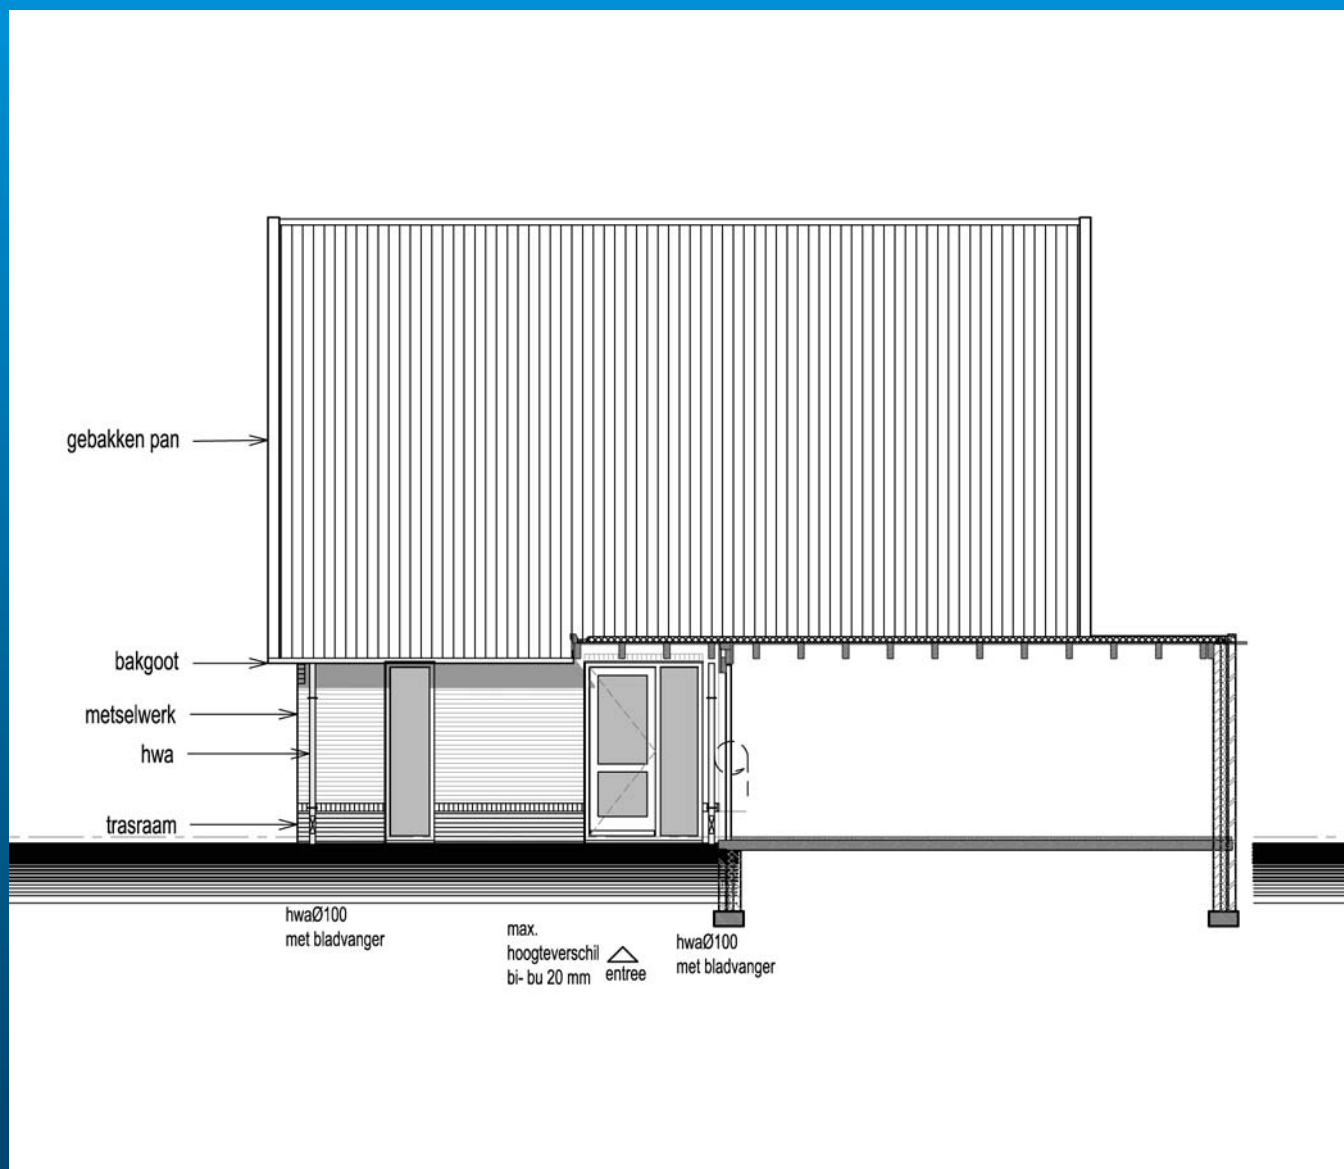 gebakken pan
bakgoot
metselwerk
hwa
trasraam
hwaØ100
met bladvanger
max.
hoogteverschil
bi- bu 20 mm
entree
hwaØ100
met bladvanger